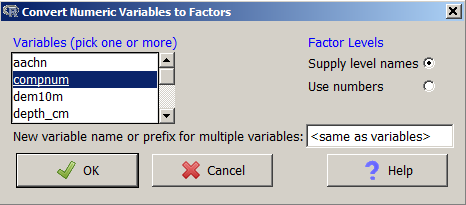 Convert Numeric Variables to Factors
Variables (pick one or more)
aachn
compnum
dem10m
depth_cm
Factor Levels
Supply level names
Use numbers
New variable name or prefix for multiple variables: <same as variables>
OK
Cancel
Help